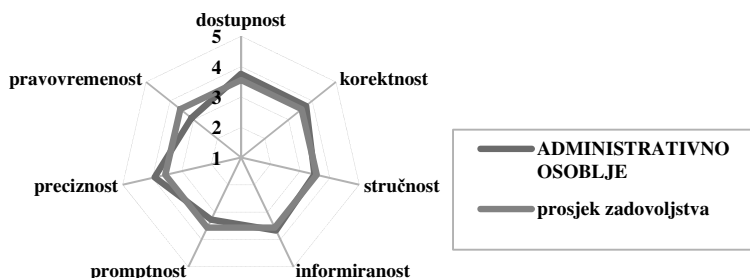 dostupnost
5
4
3
2
1
pravovremenost
korektnost
preciznost
stručnost
promptnost
informiranost
ADMINISTRATIVNO
OSOBLJE
prosjek zadovoljstva